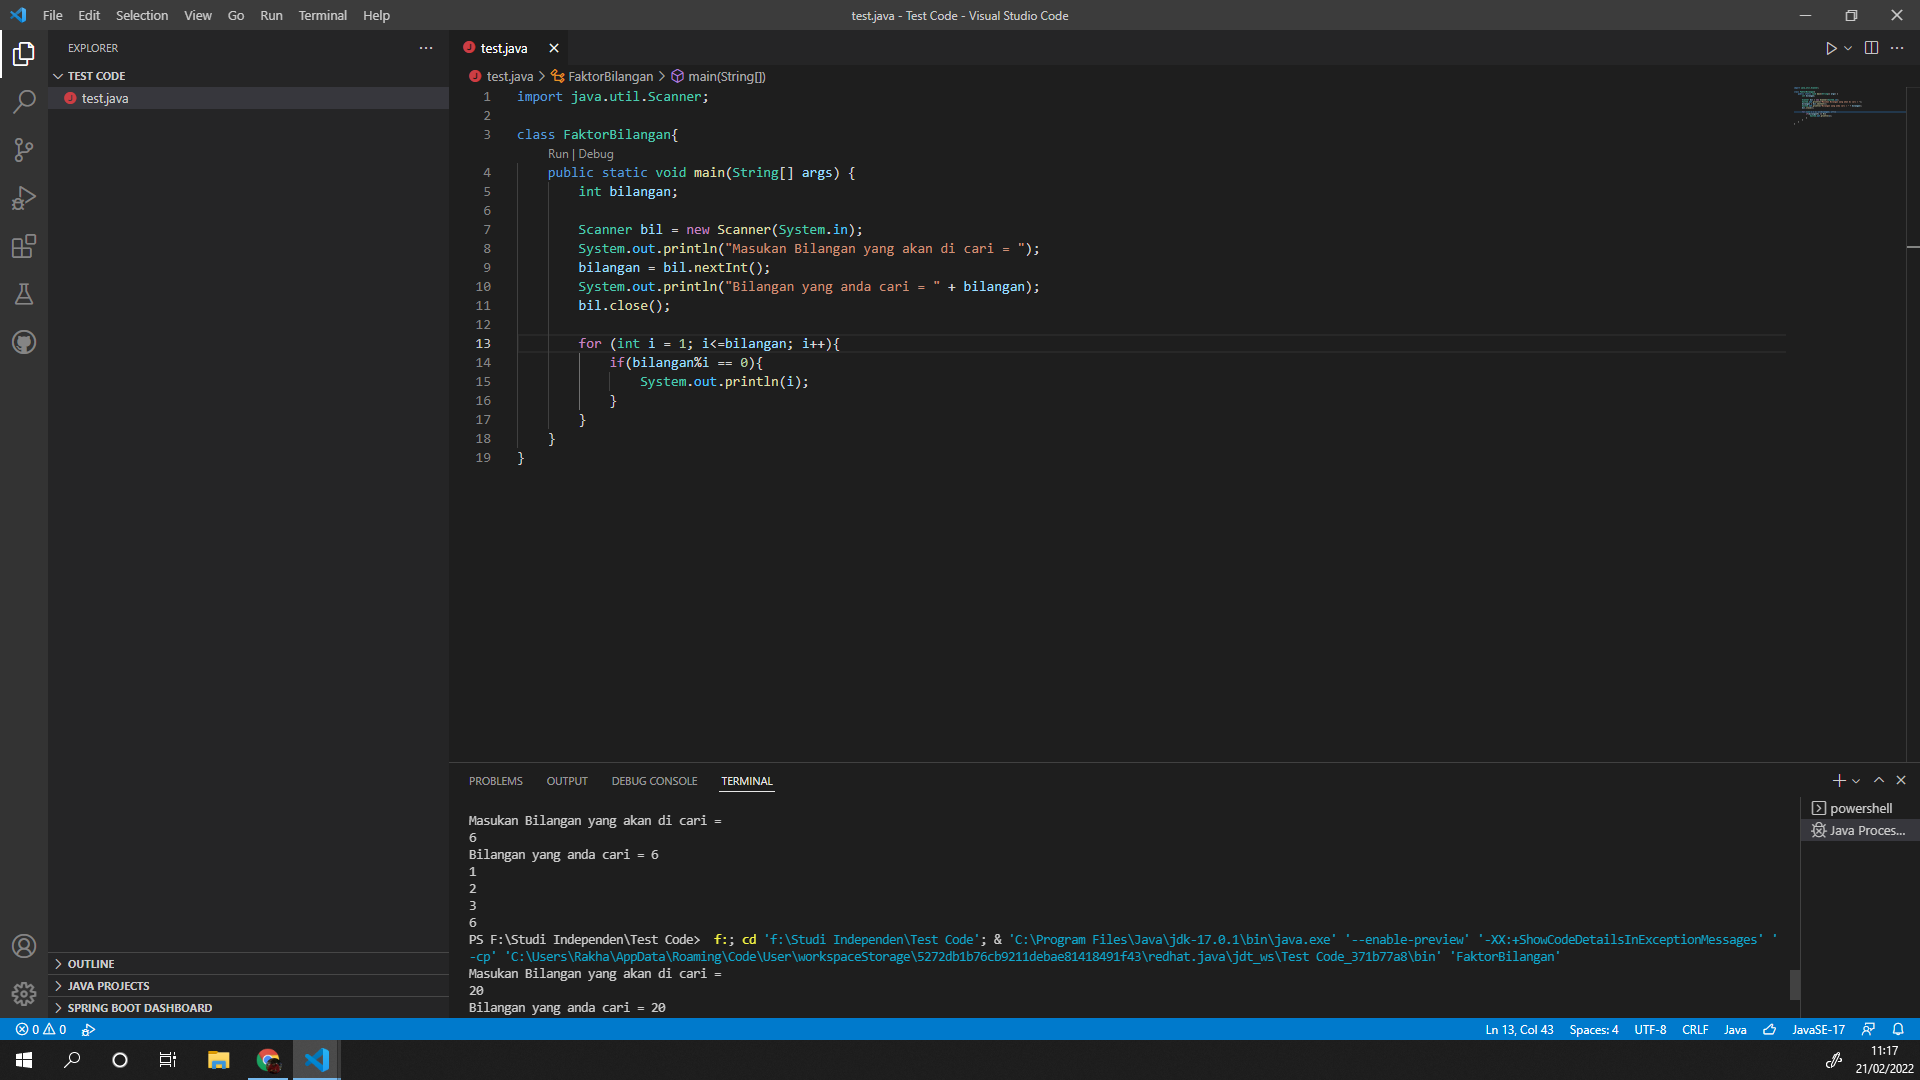 File Edit Selection View Go Run Terminal Help
test.java - Test Code - Visual Studio Code
EXPLORER
TEST CODE
test.java
OUTLINE
JAVA PROJECTS
SPRING BOOT DASHBOARD
test.java
test.java > FaktorBilangan > main(String[])
1 import java.util.Scanner;
2
3 class FaktorBilangan{
Run | Debug
4 public static void main(String[] args) {
5 int bilangan;
6
7 Scanner bil = new Scanner(System.in);
8 System.out.println("Masukan Bilangan yang akan di cari = ");
9 bilangan = bil.nextInt();
10 System.out.println("Bilangan yang anda cari = " + bilangan);
11 bil.close();
12
13 for (int i = 1; i<=bilangan; i++){
14 if(bilangan%i == 0){
15 System.out.println(i);
16 }
17 }
18 }
19 }
PROBLEMS OUTPUT DEBUG CONSOLE TERMINAL
Masukan Bilangan yang akan di cari =
6
Bilangan yang anda cari = 6
1
2
3
6
PS F:\Studi Independen\Test Code> f:; cd 'f:\Studi Independen\Test Code'; & 'C:\Program Files\Java\jdk-17.0.1\bin\java.exe' '--enable-preview' '-XX:+ShowCodeDetailsInExceptionMessages' '
-cp' 'C:\Users\Rakha\AppData\Roaming\Code\User\workspaceStorage\5272db1b76cb9211debae81418491f43\redhat.java\jdt_ws\Test Code_371b77a8\bin' 'FaktorBilangan'
Masukan Bilangan yang akan di cari =
20
Bilangan yang anda cari = 20
powershell
Java Proces...
0 0
Ln 13, Col 43 Spaces: 4 UTF-8 CRLF Java JavaSE-17
11:17
21/02/2022